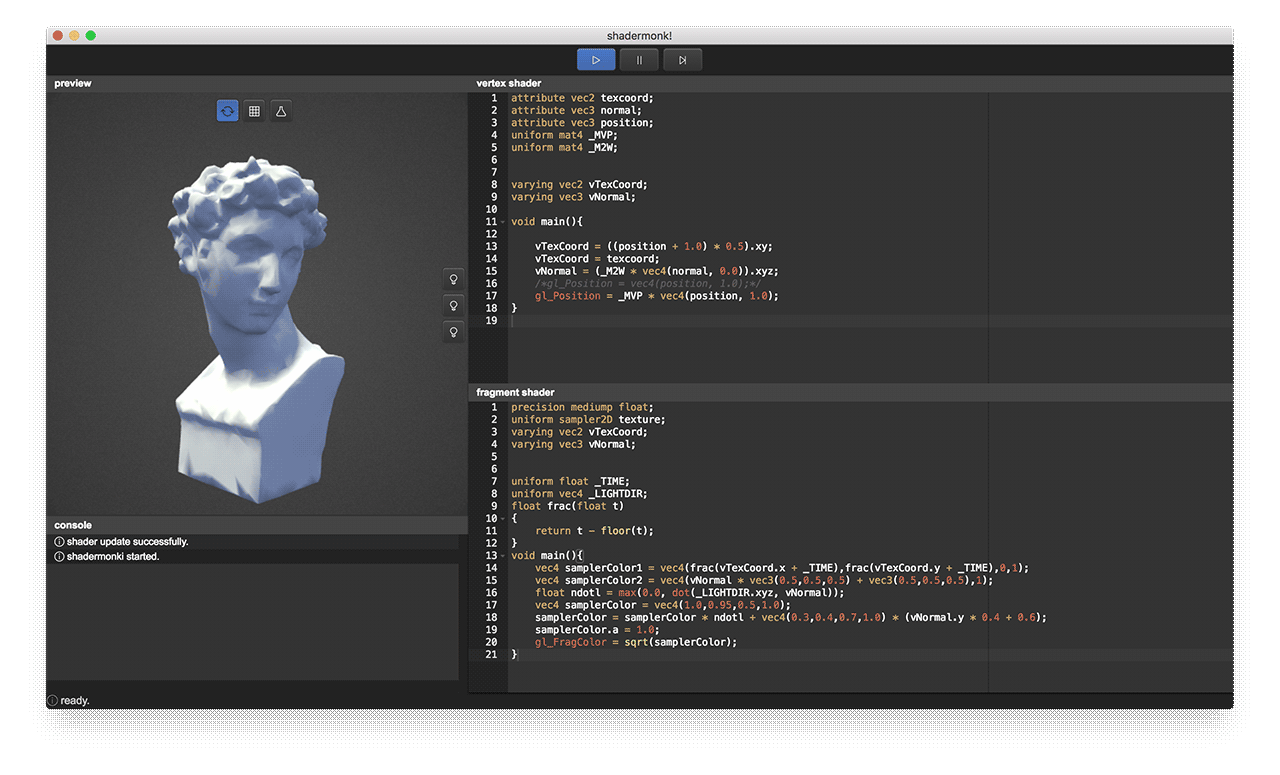 shadermonk!
preview
console
ⓘ shader update successfully.
ⓘ shadermonki started.
ⓘ ready.
vertex shader
1 attribute vec2 texcoord;
2 attribute vec3 normal;
3 attribute vec3 position;
4 uniform mat4 _MVP;
5 uniform mat4 _M2W;
6
7
8 varying vec2 vTexCoord;
9 varying vec3 vNormal;
10
11 void main(){
12
13     vTexCoord = ((position + 1.0) * 0.5).xy;
14     vTexCoord = texcoord;
15     vNormal = (_M2W * vec4(normal, 0.0)).xyz;
16     /*gl_Position = vec4(position, 1.0);*/
17     gl_Position = _MVP * vec4(position, 1.0);
18 }
19
fragment shader
1 precision mediump float;
2 uniform sampler2D texture;
3 varying vec2 vTexCoord;
4 varying vec3 vNormal;
5
6
7 uniform float _TIME;
8 uniform vec4 _LIGHTDIR;
9 float frac(float t)
10 {
11     return t - floor(t);
12 }
13 void main(){
14     vec4 samplerColor1 = vec4(frac(vTexCoord.x + _TIME),frac(vTexCoord.y + _TIME),0,1);
15     vec4 samplerColor2 = vec4(vNormal * vec3(0.5,0.5,0.5) + vec3(0.5,0.5,0.5),1);
16     float ndotl = max(0.0, dot(_LIGHTDIR.xyz, vNormal));
17     vec4 samplerColor = vec4(1.0,0.95,0.5,1.0);
18     samplerColor = samplerColor * ndotl + vec4(0.3,0.4,0.7,1.0) * (vNormal.y * 0.4 + 0.6);
19     samplerColor.a = 1.0;
20     gl_FragColor = sqrt(samplerColor);
21 }